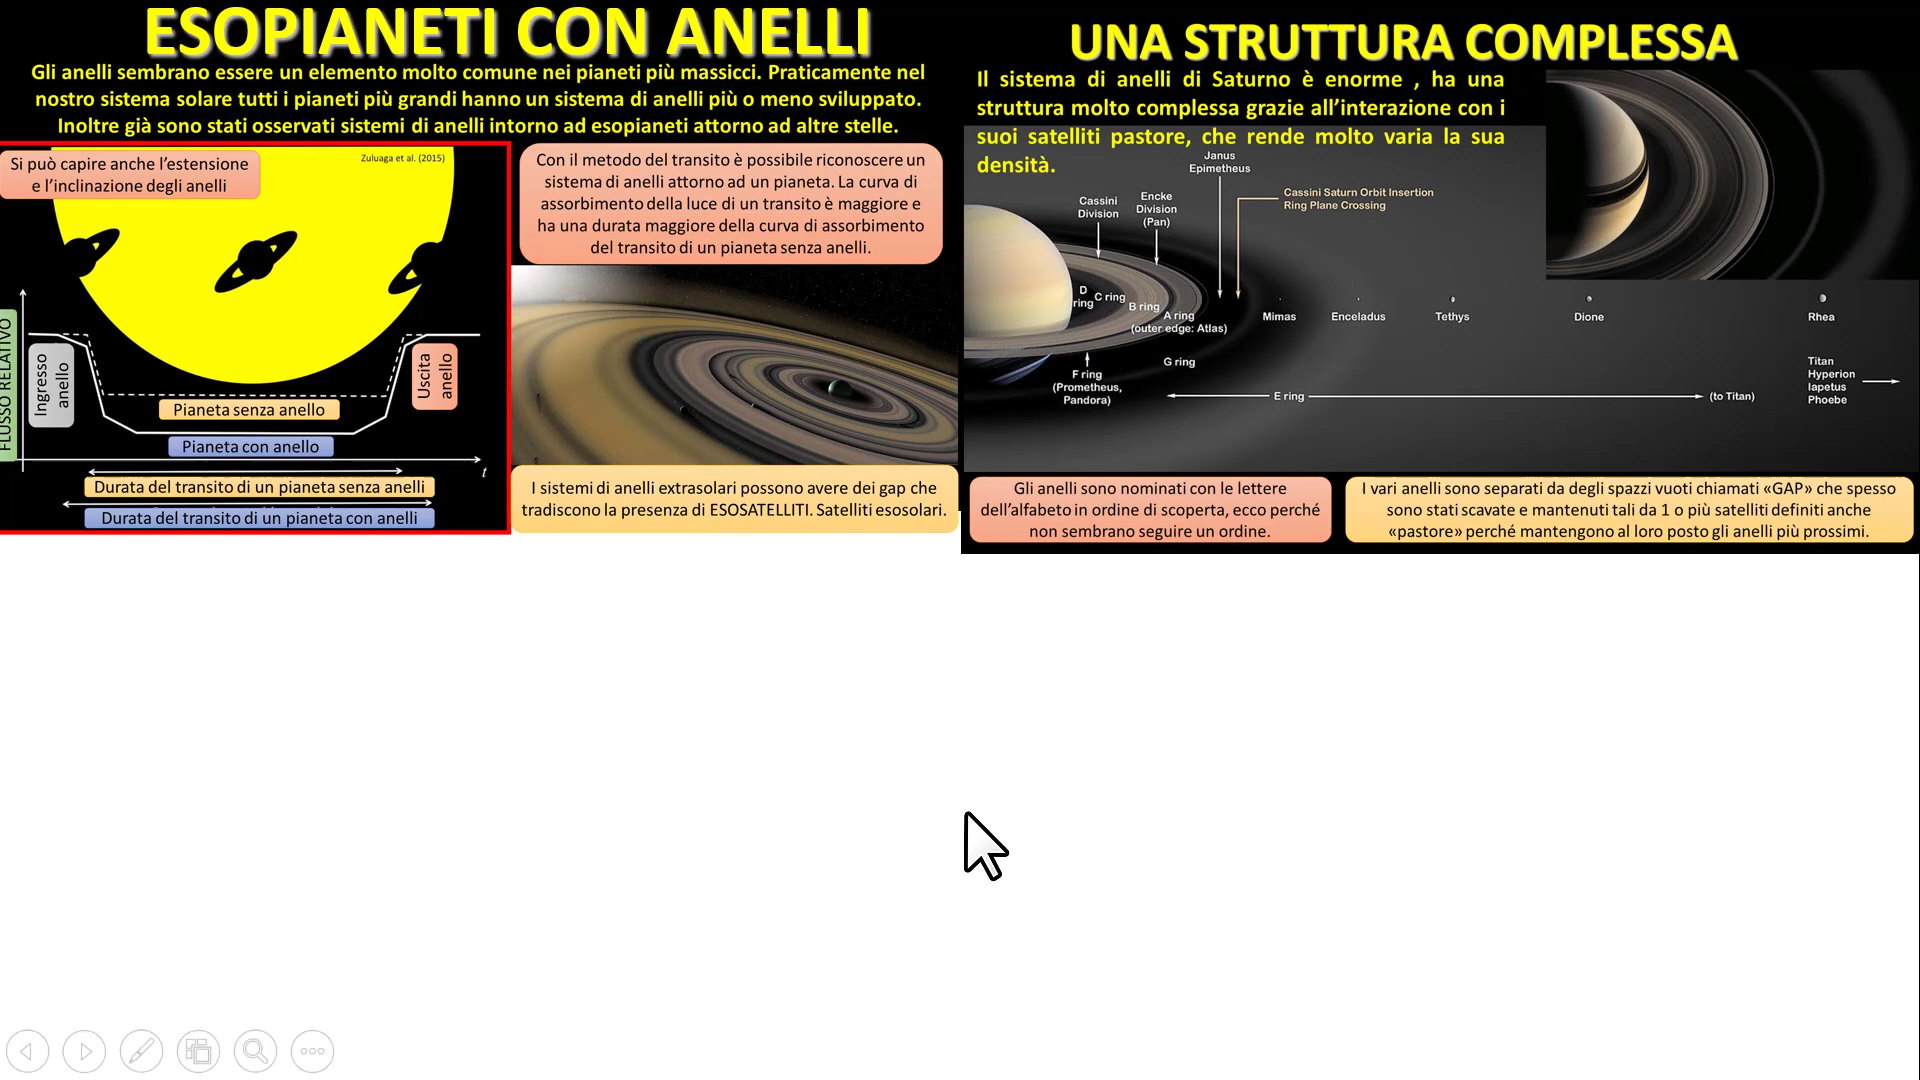 ESOPIANETI CON ANELLI
Gli anelli sembrano essere un elemento molto comune nei pianeti più massicci. Praticamente nel
nostro sistema solare tutti i pianeti più grandi hanno un sistema di anelli più o meno sviluppato.
Inoltre già sono stati osservati sistemi di anelli intorno ad esopianeti attorno ad altre stelle.
Si può capire anche l'estensione
e l'inclinazione degli anelli
Zuluaga et al. (2015)
FLUSSO RELATIVO
Ingresso
anello
Uscita
anello
Pianeta senza anello
Pianeta con anello
t
Durata del transito di un pianeta senza anelli
Durata del transito di un pianeta con anelli
Con il metodo del transito è possibile riconoscere un
sistema di anelli attorno ad un pianeta. La curva di
assorbimento della luce di un transito è maggiore e
ha una durata maggiore della curva di assorbimento
del transito di un pianeta senza anelli.
I sistemi di anelli extrasolari possono avere dei gap che
tradiscono la presenza di ESOSATELLITI. Satelliti esosolari.
UNA STRUTTURA COMPLESSA
Il sistema di anelli di Saturno è enorme , ha una
struttura molto complessa grazie all'interazione con i
suoi satelliti pastore, che rende molto varia la sua
densità.
Janus
Epimetheus
Cassini
Division
Encke
Division
(Pan)
Cassini Saturn Orbit Insertion
Ring Plane Crossing
D
ring
C ring
B ring
A ring
(outer edge: Atlas)
Mimas
Enceladus
Tethys
Dione
Rhea
G ring
F ring
(Prometheus,
Pandora)
E ring
(to Titan)
Titan
Hyperion
Iapetus
Phoebe
Gli anelli sono nominati con le lettere
dell'alfabeto in ordine di scoperta, ecco perché
non sembrano seguire un ordine.
I vari anelli sono separati da degli spazi vuoti chiamati «GAP» che spesso
sono stati scavate e mantenuti tali da 1 o più satelliti definiti anche
«pastore» perché mantengono al loro posto gli anelli più prossimi.